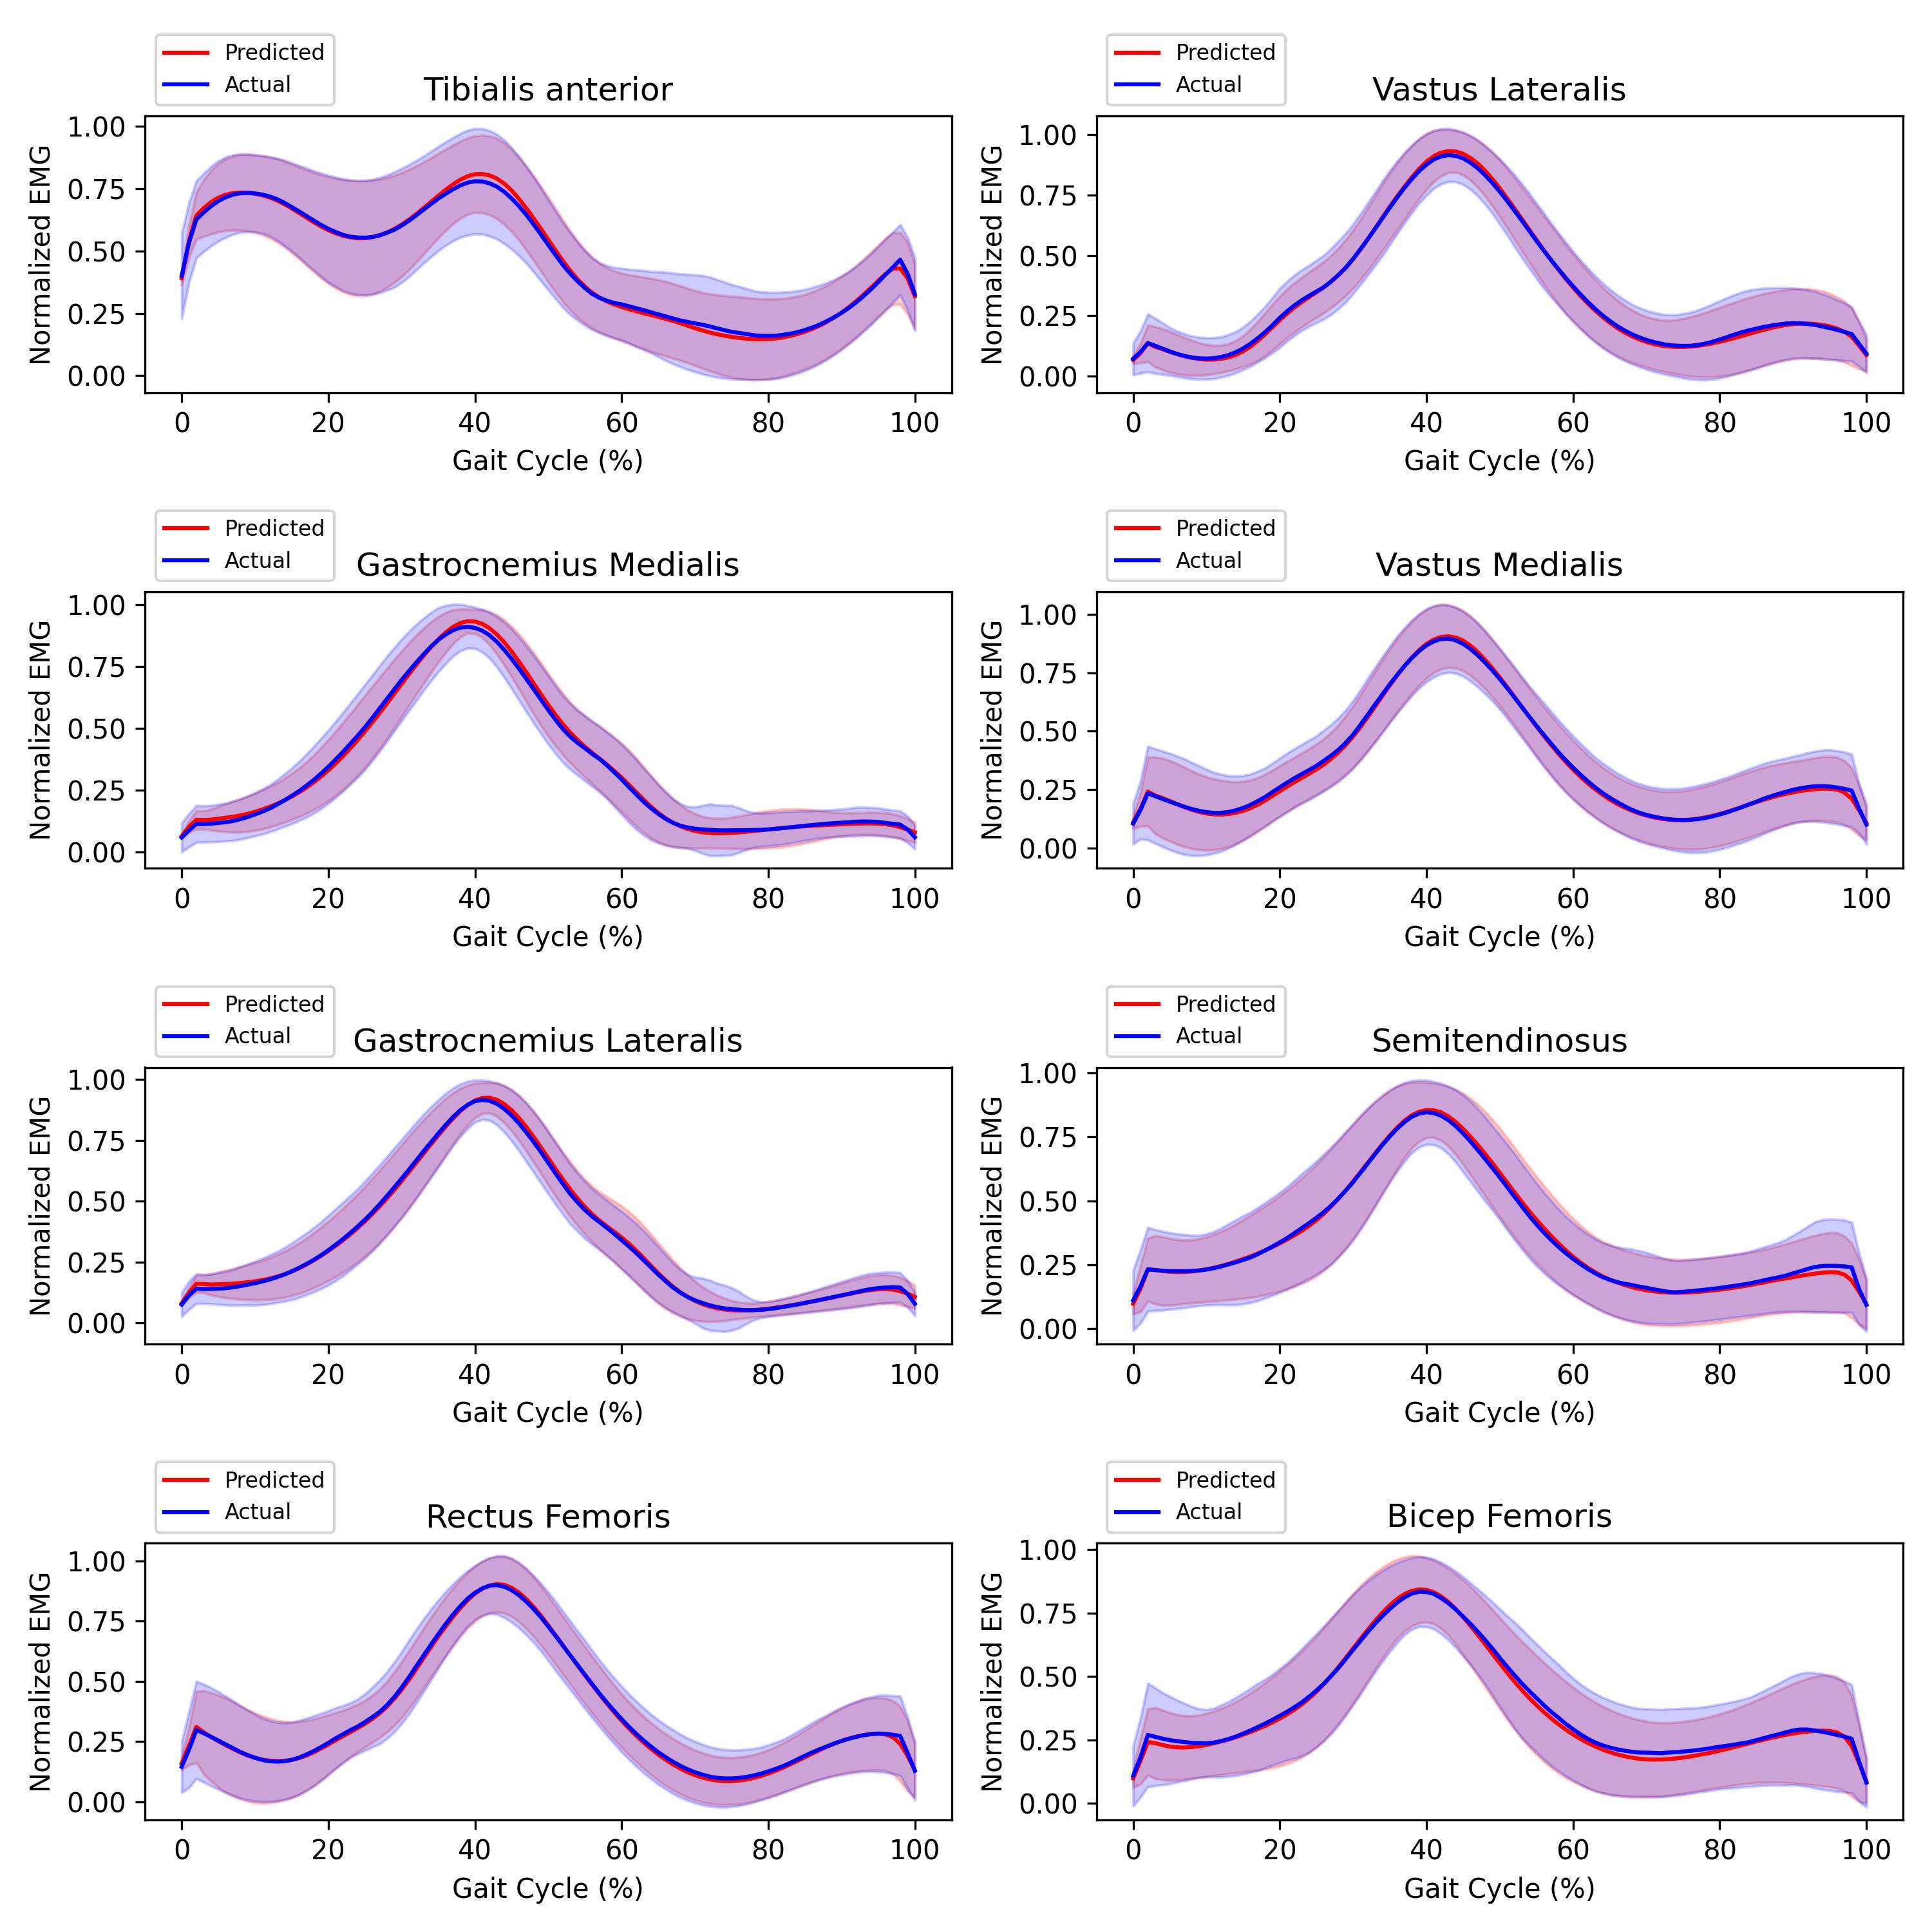 Predicted
Actual
Tibialis anterior
1.00
0.75
0.50
0.25
0.00
Normalized EMG
0 20 40 60 80 100
Gait Cycle (%)
Predicted
Actual
Vastus Lateralis
1.00
0.75
0.50
0.25
0.00
Normalized EMG
0 20 40 60 80 100
Gait Cycle (%)
Predicted
Actual
Gastrocnemius Medialis
1.00
0.75
0.50
0.25
0.00
Normalized EMG
0 20 40 60 80 100
Gait Cycle (%)
Predicted
Actual
Vastus Medialis
1.00
0.75
0.50
0.25
0.00
Normalized EMG
0 20 40 60 80 100
Gait Cycle (%)
Predicted
Actual
Gastrocnemius Lateralis
1.00
0.75
0.50
0.25
0.00
Normalized EMG
0 20 40 60 80 100
Gait Cycle (%)
Predicted
Actual
Semitendinosus
1.00
0.75
0.50
0.25
0.00
Normalized EMG
0 20 40 60 80 100
Gait Cycle (%)
Predicted
Actual
Rectus Femoris
1.00
0.75
0.50
0.25
0.00
Normalized EMG
0 20 40 60 80 100
Gait Cycle (%)
Predicted
Actual
Bicep Femoris
1.00
0.75
0.50
0.25
0.00
Normalized EMG
0 20 40 60 80 100
Gait Cycle (%)